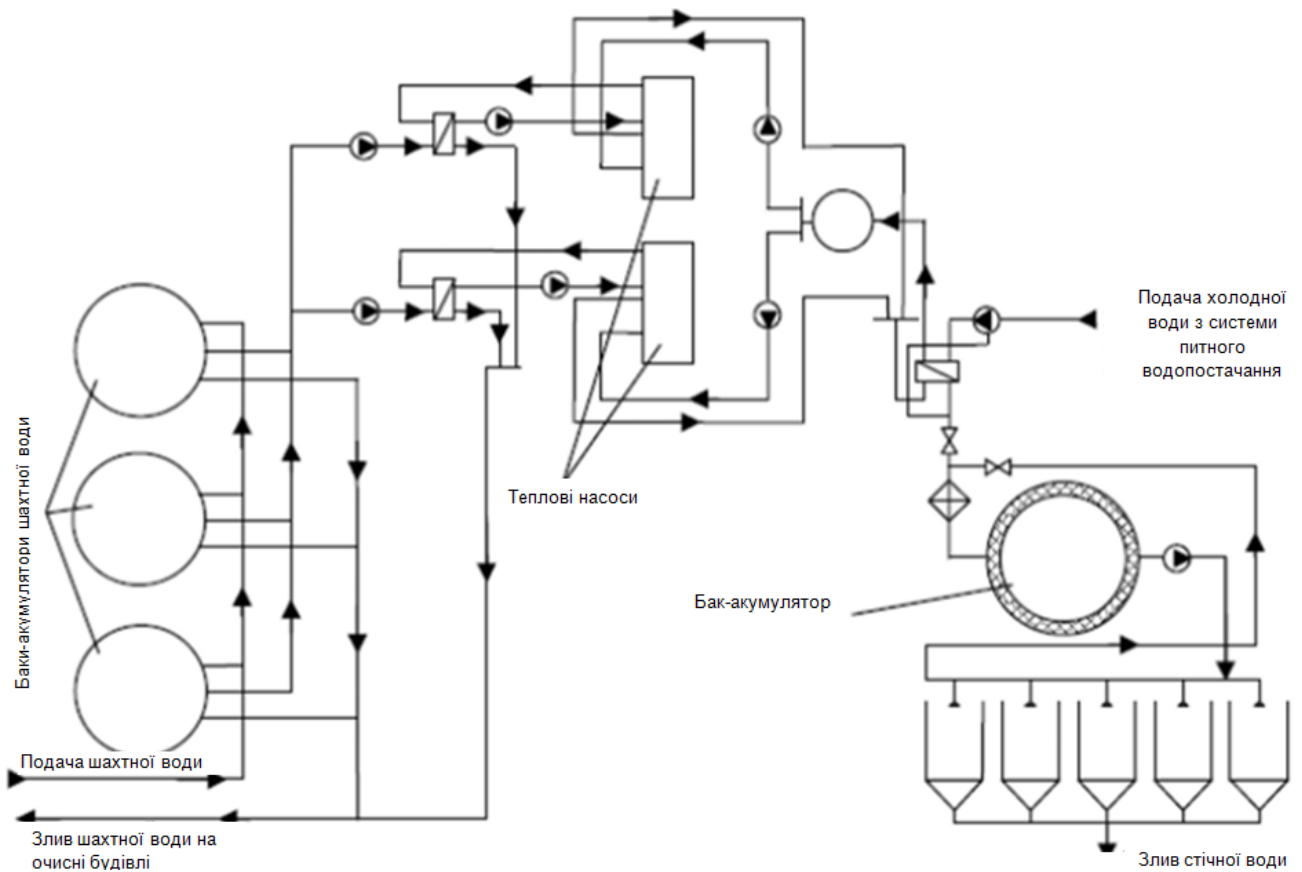 Подача холодної
води з системи
питного
водопостачання
Теплові насоси
Баки-акумулятори шахтної води
Бак-акумулятор
Подача шахтної води
Злив шахтної води на
очисні будівлі
Злив стічної води